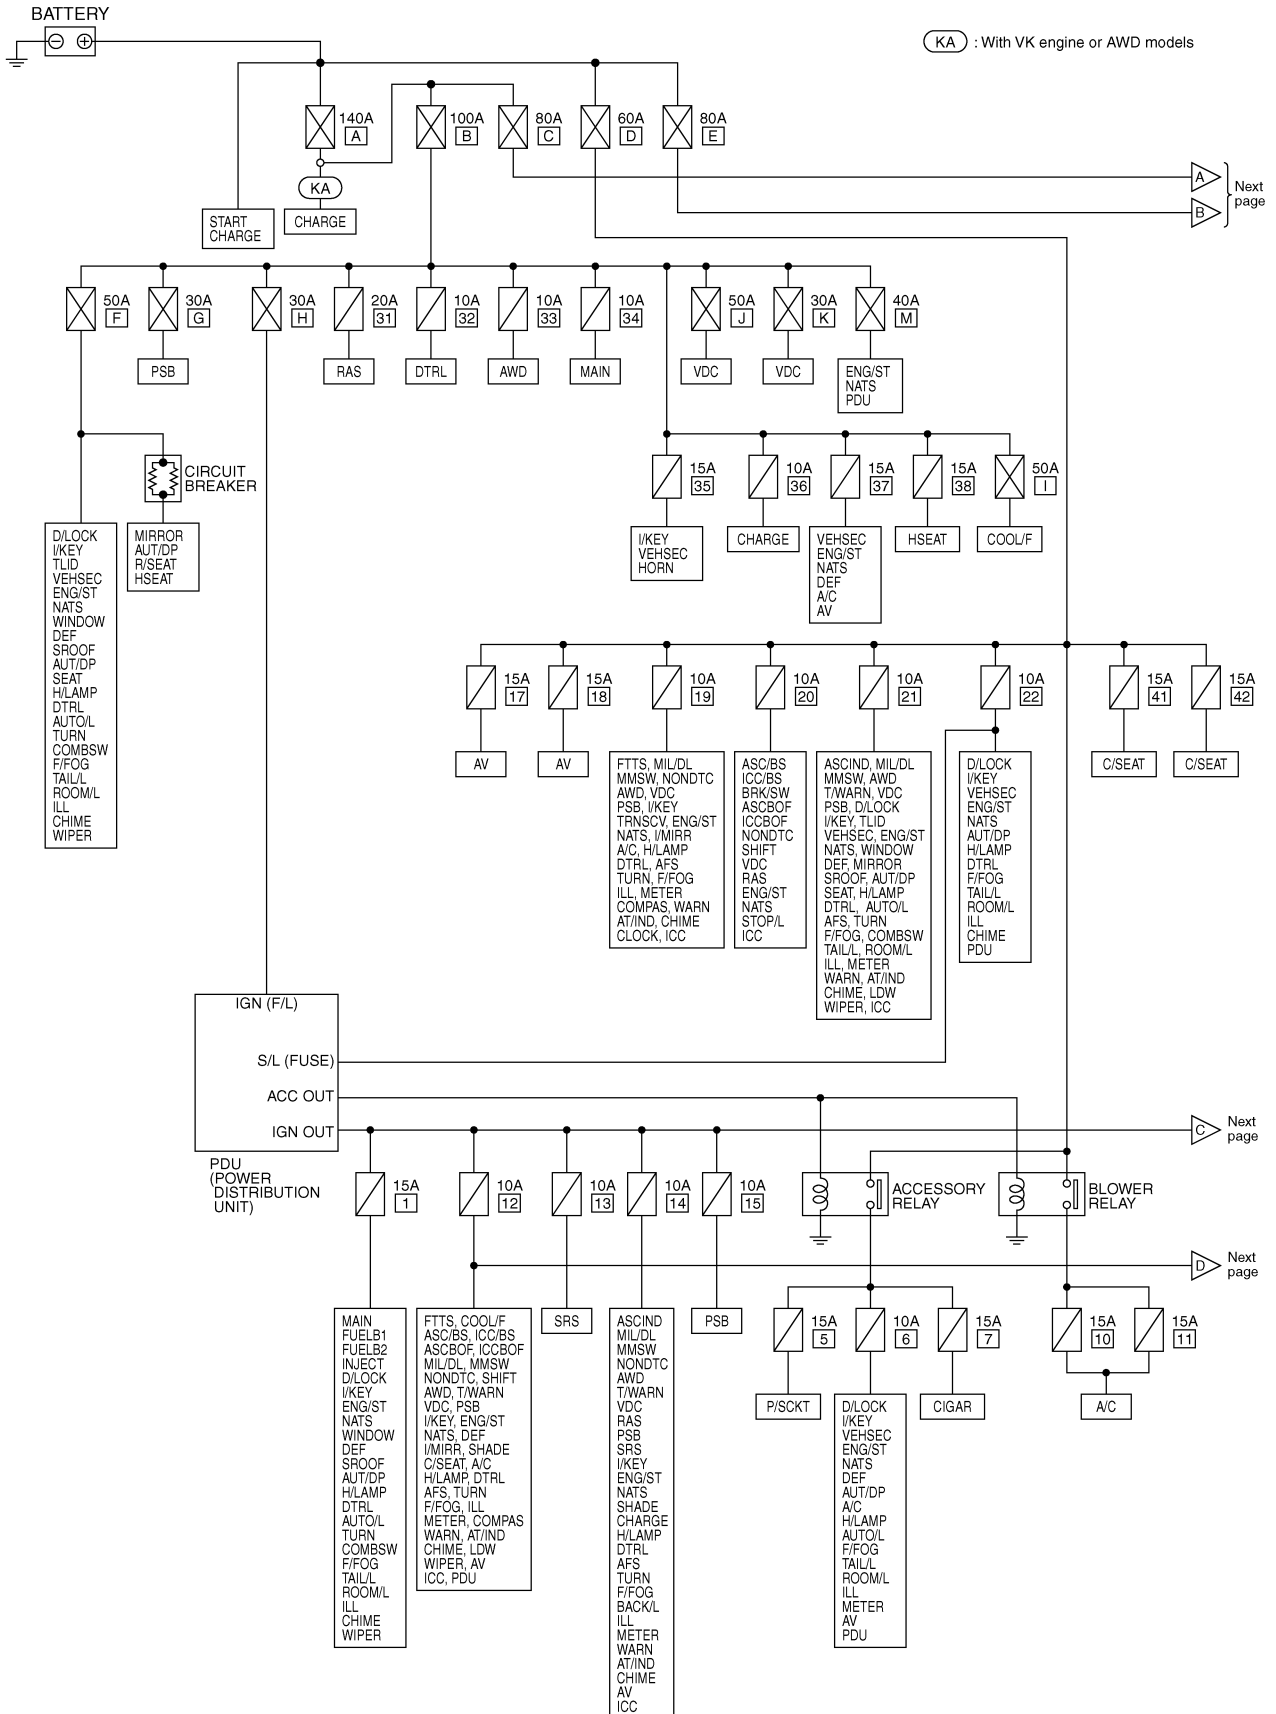 BATTERY
KA : With VK engine or AWD models
140A
A
100A
B
80A
C
60A
D
80A
E
KA
START
CHARGE
CHARGE
A
B
Next
page
50A
F
30A
G
30A
H
20A
31
10A
32
10A
33
10A
34
50A
J
30A
K
40A
M
PSB
RAS
DTRL
AWD
MAIN
VDC
VDC
ENG/ST
NATS
PDU
CIRCUIT
BREAKER
15A
35
10A
36
15A
37
15A
38
50A
I
D/LOCK
I/KEY
TLID
VEHSEC
ENG/ST
NATS
WINDOW
DEF
SROOF
AUT/DP
SEAT
H/LAMP
DTRL
AUTO/L
TURN
COMBSW
F/FOG
TAIL/L
ROOM/L
ILL
CHIME
WIPER
MIRROR
AUT/DP
R/SEAT
HSEAT
I/KEY
VEHSEC
HORN
CHARGE
VEHSEC
ENG/ST
NATS
DEF
A/C
AV
HSEAT
COOL/F
15A
17
15A
18
10A
19
10A
20
10A
21
10A
22
15A
41
15A
42
AV
AV
FTTS, MIL/DL
MMSW, NONDTC
AWD, VDC
PSB, I/KEY
TRNSCV, ENG/ST
NATS, I/MIRR
A/C, H/LAMP
DTRL, AFS
TURN, F/FOG
ILL, METER
COMPAS, WARN
AT/IND, CHIME
CLOCK, ICC
ASC/BS
ICC/BS
BRK/SW
ASCBOF
ICCBOF
NONDTC
SHIFT
VDC
RAS
ENG/ST
NATS
STOP/L
ICC
ASCIND, MIL/DL
MMSW, AWD
T/WARN, VDC
PSB, D/LOCK
I/KEY, TLID
VEHSEC, ENG/ST
NATS, WINDOW
DEF, MIRROR
SROOF, AUT/DP
SEAT, H/LAMP
DTRL, AUTO/L
AFS, TURN
F/FOG, COMBSW
TAIL/L, ROOM/L
ILL, METER
WARN, AT/IND
CHIME, LDW
WIPER, ICC
D/LOCK
I/KEY
VEHSEC
ENG/ST
NATS
AUT/DP
H/LAMP
DTRL
F/FOG
TAIL/L
ROOM/L
ILL
CHIME
PDU
C/SEAT
C/SEAT
IGN (F/L)
S/L (FUSE)
ACC OUT
IGN OUT
PDU
(POWER
DISTRIBUTION
UNIT)
C
Next
page
15A
1
10A
12
10A
13
10A
14
10A
15
ACCESSORY
RELAY
BLOWER
RELAY
D
Next
page
MAIN
FUELB1
FUELB2
INJECT
D/LOCK
I/KEY
ENG/ST
NATS
WINDOW
DEF
SROOF
AUT/DP
H/LAMP
DTRL
AUTO/L
TURN
COMBSW
F/FOG
TAIL/L
ROOM/L
ILL
CHIME
WIPER
FTTS, COOL/F
ASC/BS, ICC/BS
ASCBOF, ICCBOF
MIL/DL, MMSW
NONDTC, SHIFT
AWD, T/WARN
VDC, PSB
I/KEY, ENG/ST
NATS, DEF
I/MIRR, SHADE
C/SEAT, A/C
H/LAMP, DTRL
AFS, TURN
F/FOG, ILL
METER, COMPAS
WARN, AT/IND
CHIME, LDW
WIPER, AV
ICC, PDU
SRS
ASCIND
MIL/DL
MMSW
NONDTC
AWD
T/WARN
VDC
RAS
PSB
SRS
I/KEY
ENG/ST
NATS
SHADE
CHARGE
H/LAMP
DTRL
AFS
TURN
F/FOG
BACK/L
ILL
METER
WARN
AT/IND
CHIME
AV
ICC
PSB
15A
5
10A
6
15A
7
15A
10
15A
11
P/SCKT
D/LOCK
I/KEY
VEHSEC
ENG/ST
NATS
DEF
AUT/DP
A/C
H/LAMP
AUTO/L
F/FOG
TAIL/L
ROOM/L
ILL
METER
AV
PDU
CIGAR
A/C